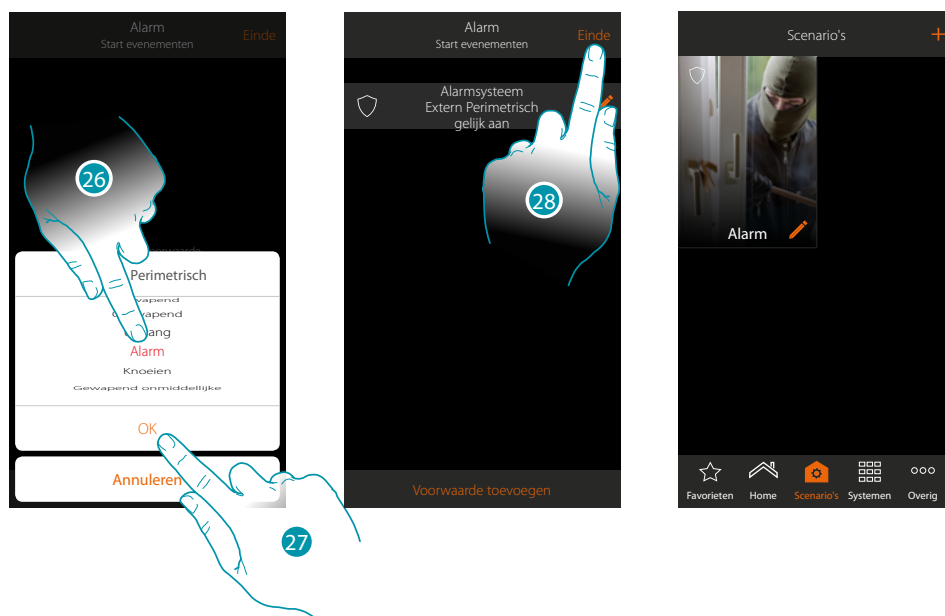 Alarm
Start evenementen
Einde
26
Perimetrisch
Alarm
Knoeien
Gewapend onmiddellijke
OK
Annuleren
27
Alarm
Start evenementen
Einde
Alarmsysteem
Extern Perimetrisch
gelijk aan
28
Voorwaarde toevoegen
Scenario's
+
Alarm
Favorieten
Home
Scenario's
Systemen
Overig